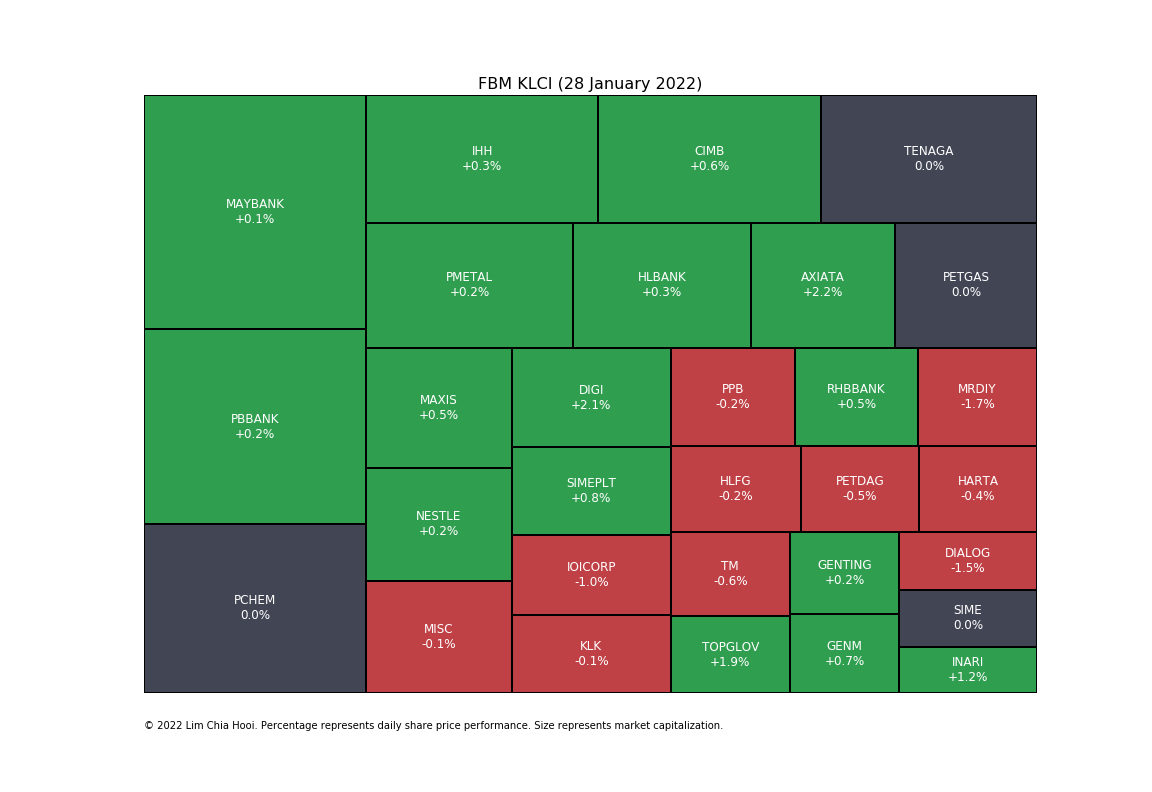 FBM KLCI (28 January 2022)
MAYBANK
+0.1%
PBBANK
+0.2%
PCHEM
0.0%
IHH
+0.3%
CIMB
+0.6%
TENAGA
0.0%
PMETAL
+0.2%
HLBANK
+0.3%
AXIATA
+2.2%
PETGAS
0.0%
MAXIS
+0.5%
NESTLE
+0.2%
MISC
-0.1%
DIGI
+2.1%
SIMEPLT
+0.8%
IOICORP
-1.0%
KLK
-0.1%
PPB
-0.2%
RHBBANK
+0.5%
MRDIY
-1.7%
HLFG
-0.2%
PETDAG
-0.5%
HARTA
-0.4%
TM
-0.6%
TOPGLOV
+1.9%
GENTING
+0.2%
GENM
+0.7%
DIALOG
-1.5%
SIME
0.0%
INARI
+1.2%
© 2022 Lim Chia Hooi. Percentage represents daily share price performance. Size represents market capitalization.